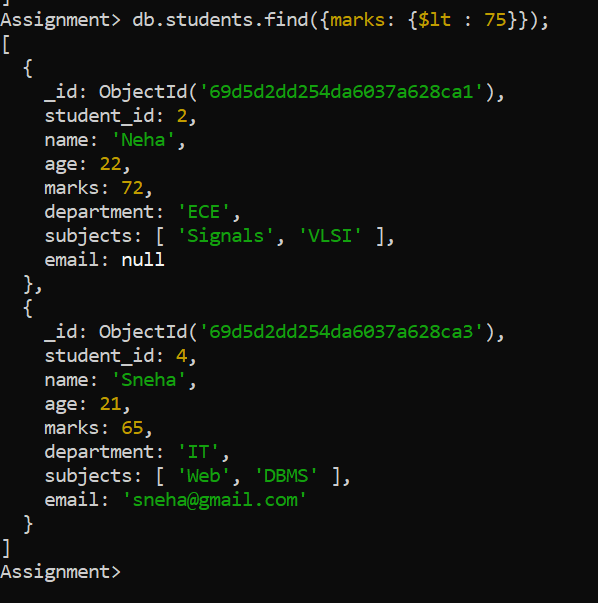 ]
Assignment> db.students.find({marks: {$lt : 75}});
[
  {
    _id: ObjectId('69d5d2dd254da6037a628ca1'),
    student_id: 2,
    name: 'Neha',
    age: 22,
    marks: 72,
    department: 'ECE',
    subjects: [ 'Signals', 'VLSI' ],
    email: null
  },
  {
    _id: ObjectId('69d5d2dd254da6037a628ca3'),
    student_id: 4,
    name: 'Sneha',
    age: 21,
    marks: 65,
    department: 'IT',
    subjects: [ 'Web', 'DBMS' ],
    email: 'sneha@gmail.com'
  }
]
Assignment>